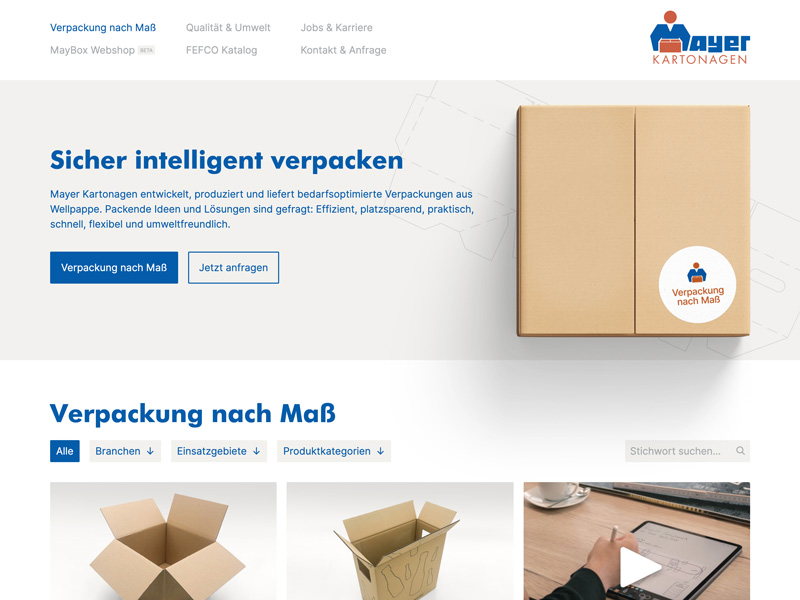 Verpackung nach Maß
Qualität & Umwelt
Jobs & Karriere
MayBox Webshop BETA
FEFCO Katalog
Kontakt & Anfrage
Mayer
KARTONAGEN
Sicher intelligent verpacken
Mayer Kartonagen entwickelt, produziert und liefert bedarfsoptimierte Verpackungen aus
Wellpappe. Packende Ideen und Lösungen sind gefragt: Effizient, platzsparend, praktisch,
schnell, flexibel und umweltfreundlich.
Verpackung nach Maß
Jetzt anfragen
Verpackung
nach Maß
Verpackung nach Maß
Alle
Branchen ↓
Einsatzgebiete ↓
Produktkategorien ↓
Stichwort suchen...